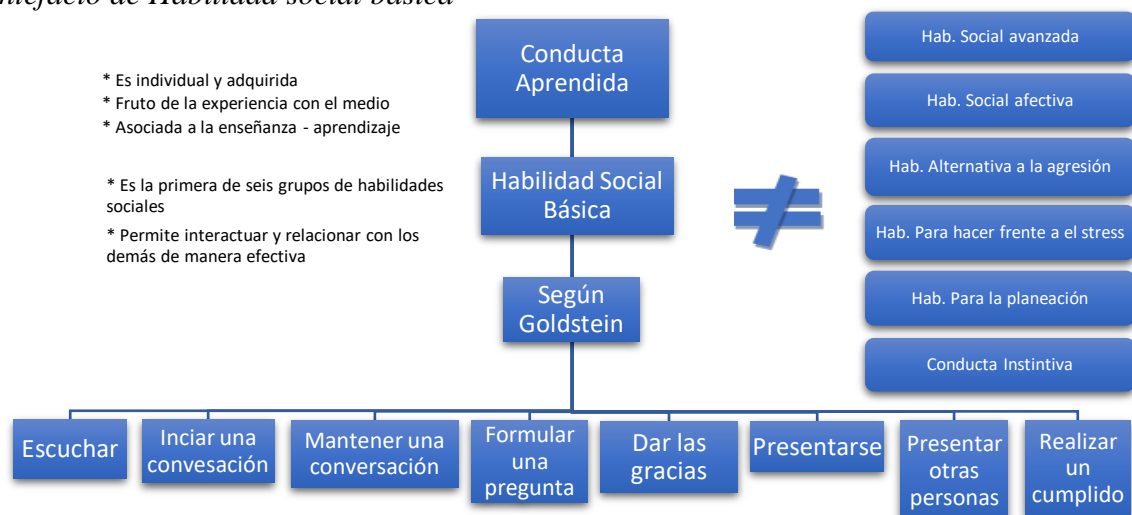 de Habilidad social básica
Conducta
Aprendida
* Es individual y adquirida
* Fruto de la experiencia con el medio
* Asociada a la enseñanza - aprendizaje
Habilidad Social
Básica
* Es la primera de seis grupos de habilidades
sociales
* Permite interactuar y relacionar con los
demás de manera efectiva
Según
Goldstein
Hab. Social avanzada
Hab. Social afectiva
Hab. Alternativa a la agresión
Hab. Para hacer frente a el stress
Hab. Para la planeación
Conducta Instintiva
Escuchar
Inciar una
convesación
Mantener una
conversación
Formular
una
pregunta
Dar las
gracias
Presentarse
Presentar
otras
personas
Realizar
un
cumplido